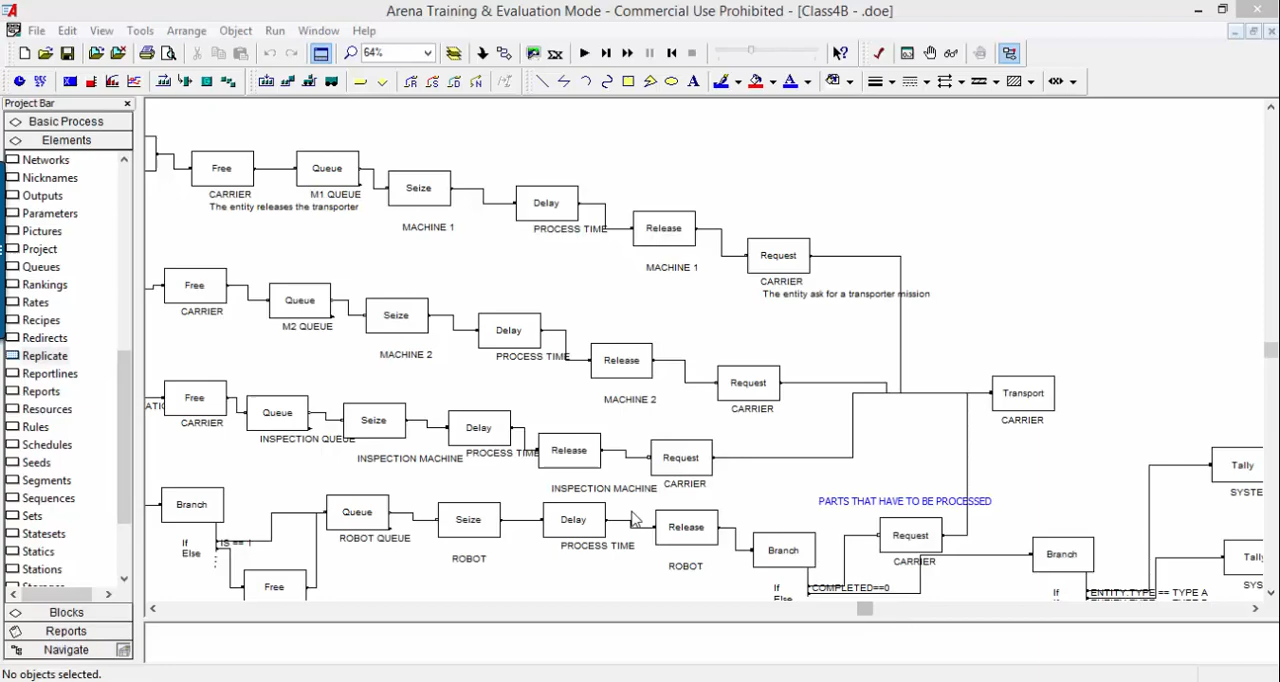 Arena Training & Evaluation Mode - Commercial Use Prohibited - [Class4B - .doe]
File Edit View Tools Arrange Object Run Window Help
64%
Project Bar
Basic Process
Elements
Networks
Nicknames
Outputs
Parameters
Pictures
Project
Queues
Rankings
Rates
Recipes
Redirects
Replicate
Reportlines
Reports
Resources
Rules
Schedules
Seeds
Segments
Sequences
Sets
Statesets
Statics
Stations
Blocks
Reports
Navigate
Free
Queue
Seize
Delay
Release
Request
CARRIER
M1 QUEUE
The entity releases the transporter
MACHINE 1
PROCESS TIME
MACHINE 1
CARRIER
The entity ask for a transporter mission
Free
Queue
Seize
Delay
Release
Request
CARRIER
M2 QUEUE
MACHINE 2
PROCESS TIME
MACHINE 2
CARRIER
Transport
CARRIER
Free
Queue
Seize
Delay
Release
Request
CARRIER
INSPECTION QUEUE
INSPECTION MACHINE
PROCESS TIME
INSPECTION MACHINE
CARRIER
PARTS THAT HAVE TO BE PROCESSED
Branch
If IS == 1
Else
Free
Queue
Seize
Delay
Release
ROBOT QUEUE
ROBOT
PROCESS TIME
ROBOT
Branch
If COMPLETED==0
Else
Request
CARRIER
Branch
If ENTITY.TYPE == TYPE A
Tally
No objects selected.